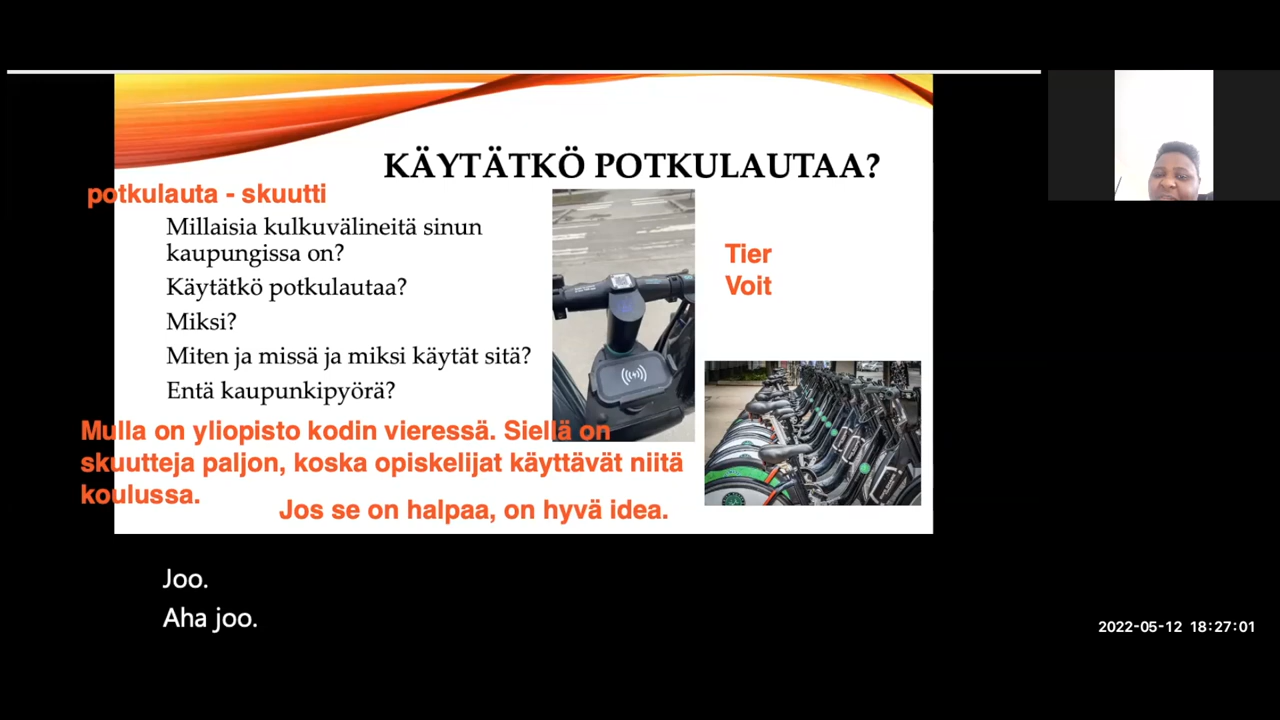 KÄYTÄTKÖ POTKULAUTAA?
potkulauta - skuutti
Millaisia kulkuvälineitä sinun
kaupungissa on?
Käytätkö potkulautaa?
Miksi?
Miten ja missä ja miksi käytät sitä?
Entä kaupunkipyörä?
Tier
Voit
Mulla on yliopisto kodin vieressä. Siellä on
skuutteja paljon, koska opiskelijat käyttävät niitä
koulussa.
Jos se on halpaa, on hyvä idea.
Joo.
Aha joo.
2022-05-12 18:27:01